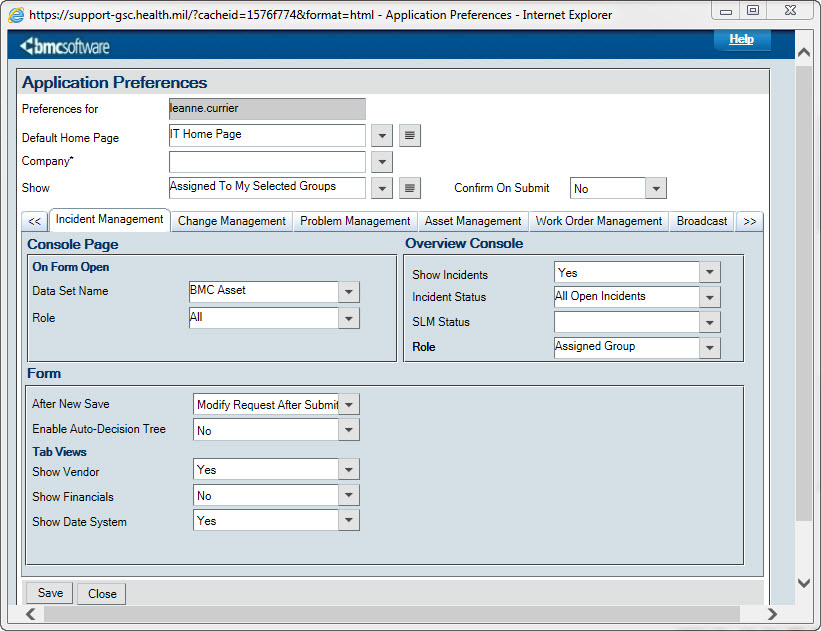 https://support-gsc.health.mil/?cacheid=1576f774&format=html - Application Preferences - Internet Explorer
bmcsoftware
Help
Application Preferences
Preferences for leanne.currier
Default Home Page IT Home Page
Company*
Show Assigned To My Selected Groups Confirm On Submit No
<< Incident Management Change Management Problem Management Asset Management Work Order Management Broadcast >>
Console Page
On Form Open
Data Set Name BMC Asset
Role All
Overview Console
Show Incidents Yes
Incident Status All Open Incidents
SLM Status
Role Assigned Group
Form
After New Save Modify Request After Submit
Enable Auto-Decision Tree No
Tab Views
Show Vendor Yes
Show Financials No
Show Date System Yes
Save Close